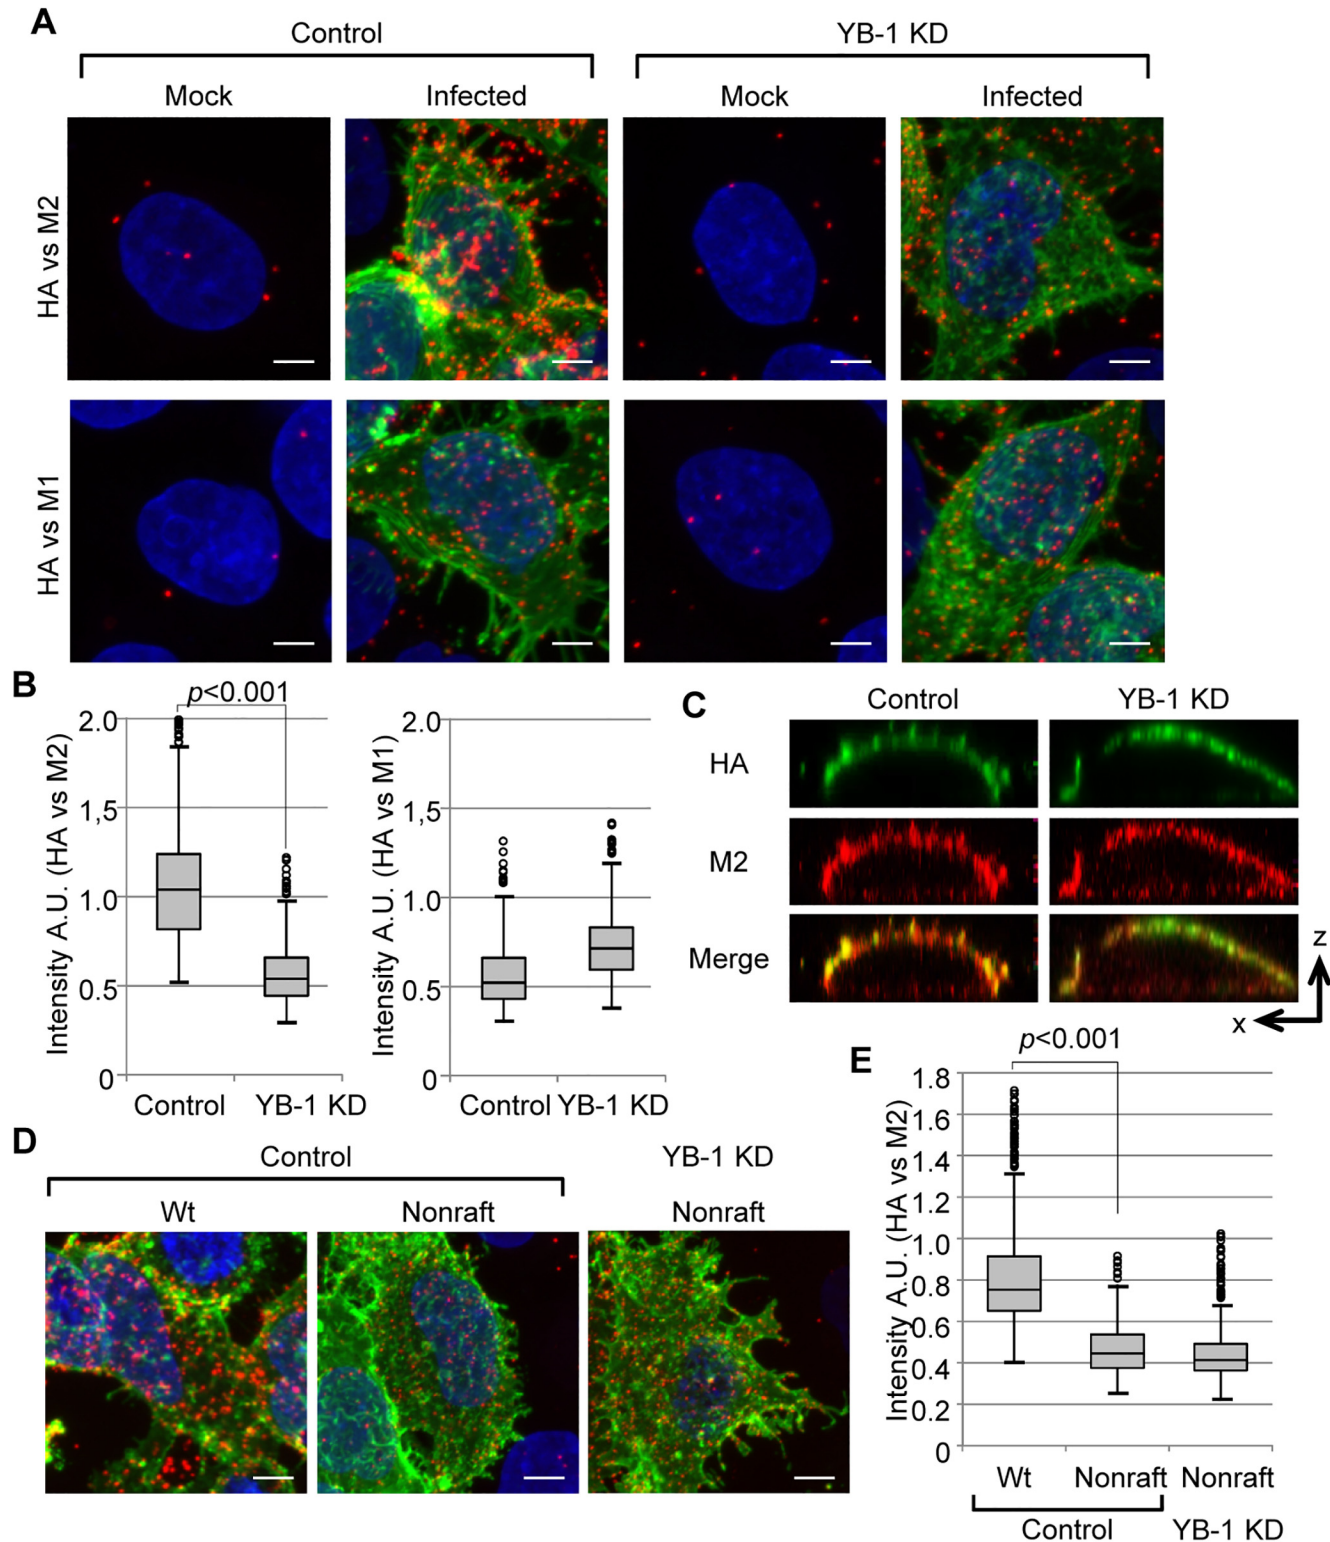 A
Control
YB-1 KD
Mock
Infected
Mock
Infected
HA vs M2
HA vs M1
B
p<0.001
Intensity A.U. (HA vs M2)
2.0
1,5
1.0
0.5
0
Control
YB-1 KD
Intensity A.U. (HA vs M1)
2.0
1,5
1.0
0.5
0
Control
YB-1 KD
C
Control
YB-1 KD
HA
M2
Merge
z
x
D
Control
YB-1 KD
Wt
Nonraft
Nonraft
E
p<0.001
Intensity A.U. (HA vs M2)
1.8
1.6
1.4
1.2
1.0
0.8
0.6
0.4
0.2
0
Wt
Nonraft
Nonraft
Control
YB-1 KD